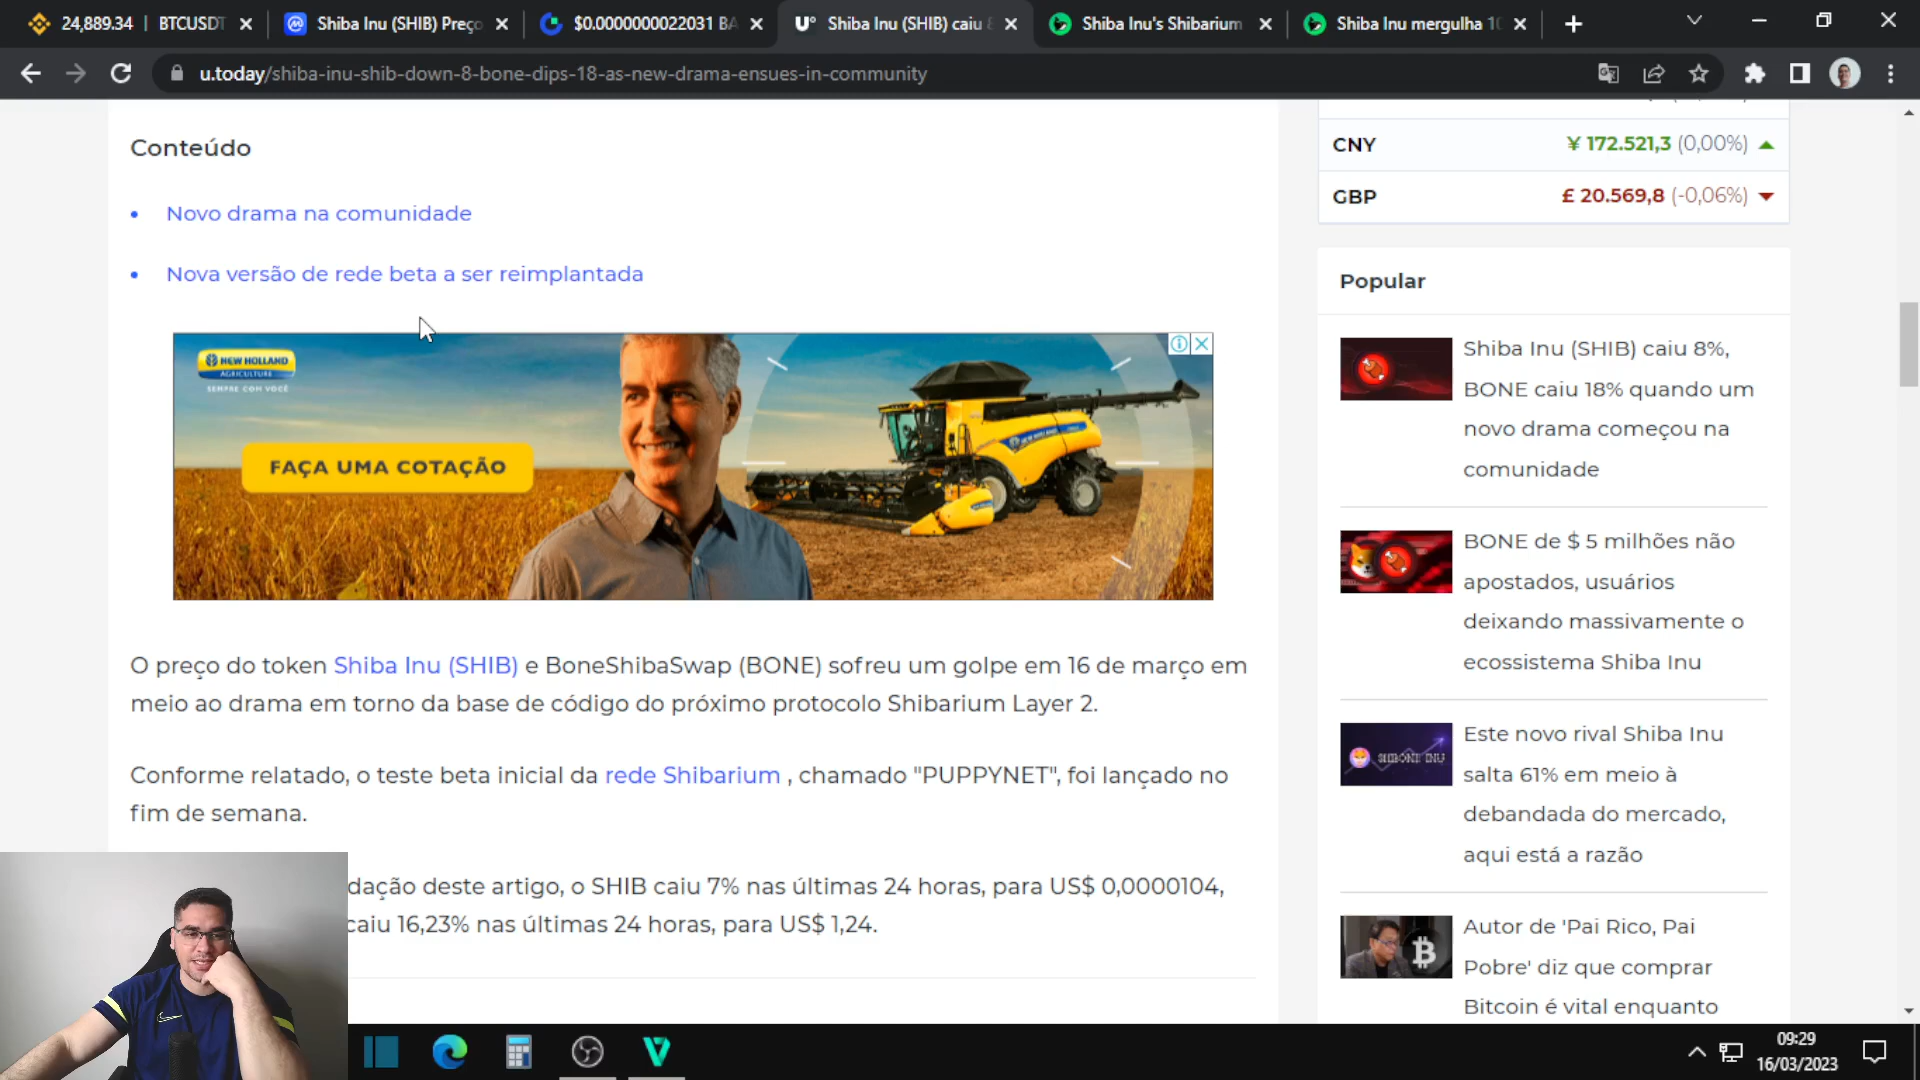 24,889.34 | BTCUSDT
Shiba Inu (SHIB) Preço
$0.0000000022031 BA
Shiba Inu (SHIB) caiu 8
Shiba Inu's Shibarium
Shiba Inu mergulha 10
u.today/shiba-inu-shib-down-8-bone-dips-18-as-new-drama-ensues-in-community
Conteúdo
Novo drama na comunidade
Nova versão de rede beta a ser reimplantada
NEW HOLLAND
AGRICULTURE
SEMPRE COM VOCÊ
FAÇA UMA COTAÇÃO
O preço do token Shiba Inu (SHIB) e BoneShibaSwap (BONE) sofreu um golpe em 16 de março em
meio ao drama em torno da base de código do próximo protocolo Shibarium Layer 2.
Conforme relatado, o teste beta inicial da rede Shibarium , chamado "PUPPYNET", foi lançado no
fim de semana.
dação deste artigo, o SHIB caiu 7% nas últimas 24 horas, para US$ 0,0000104,
caiu 16,23% nas últimas 24 horas, para US$ 1,24.
CNY ¥ 172.521,3 (0,00%)
GBP £ 20.569,8 (-0,06%)
Popular
Shiba Inu (SHIB) caiu 8%,
BONE caiu 18% quando um
novo drama começou na
comunidade
BONE de $ 5 milhões não
apostados, usuários
deixando massivamente o
ecossistema Shiba Inu
SHIBONE INU
Este novo rival Shiba Inu
salta 61% em meio à
debandada do mercado,
aqui está a razão
Autor de 'Pai Rico, Pai
Pobre' diz que comprar
Bitcoin é vital enquanto
09:29
16/03/2023